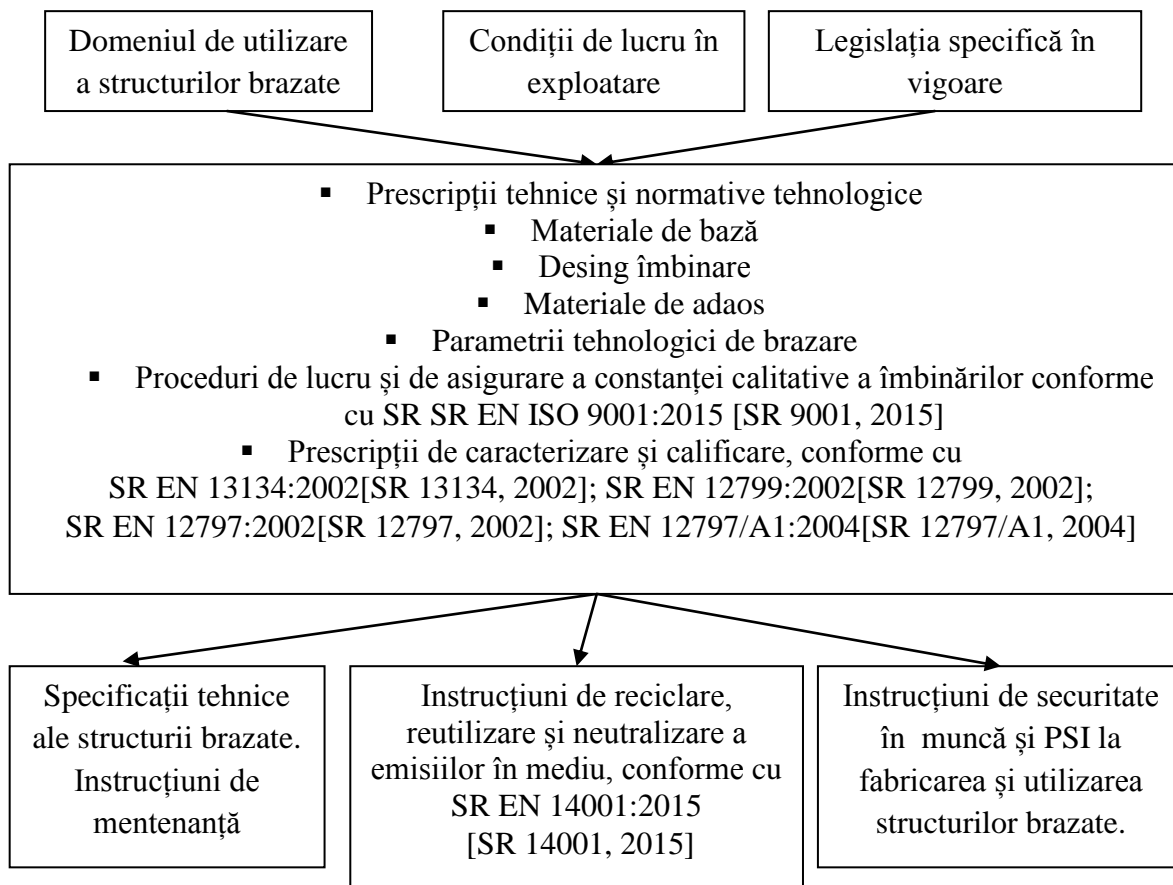 Domeniul de utilizare
a structurilor brazate
Condiții de lucru în
exploatare
Legislația specifică în
vigoare
▪ Prescripții tehnice și normative tehnologice
▪ Materiale de bază
▪ Desing îmbinare
▪ Materiale de adaos
▪ Parametrii tehnologici de brazare
▪ Proceduri de lucru și de asigurare a constanței calitative a îmbinărilor conforme
cu SR SR EN ISO 9001:2015 [SR 9001, 2015]
▪ Prescripții de caracterizare și calificare, conforme cu
SR EN 13134:2002[SR 13134, 2002]; SR EN 12799:2002[SR 12799, 2002];
SR EN 12797:2002[SR 12797, 2002]; SR EN 12797/A1:2004[SR 12797/A1, 2004]
Specificații tehnice
ale structurii brazate.
Instrucțiuni de
mentenanță
Instrucțiuni de reciclare,
reutilizare și neutralizare a
emisiilor în mediu, conforme cu
SR EN 14001:2015
[SR 14001, 2015]
Instrucțiuni de securitate
în muncă și PSI la
fabricarea și utilizarea
structurilor brazate.